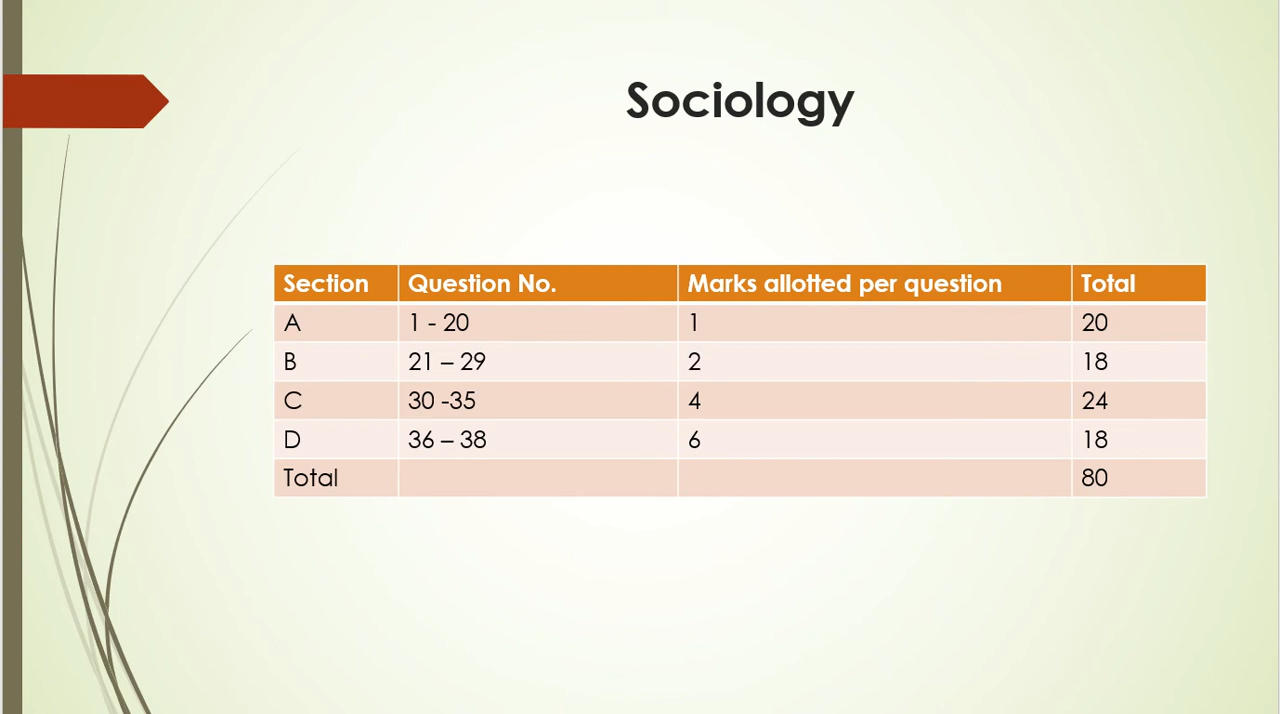 Sociology
Section Question No. Marks allotted per question Total
A 1 - 20 1 20
B 21 – 29 2 18
C 30 -35 4 24
D 36 – 38 6 18
Total 80